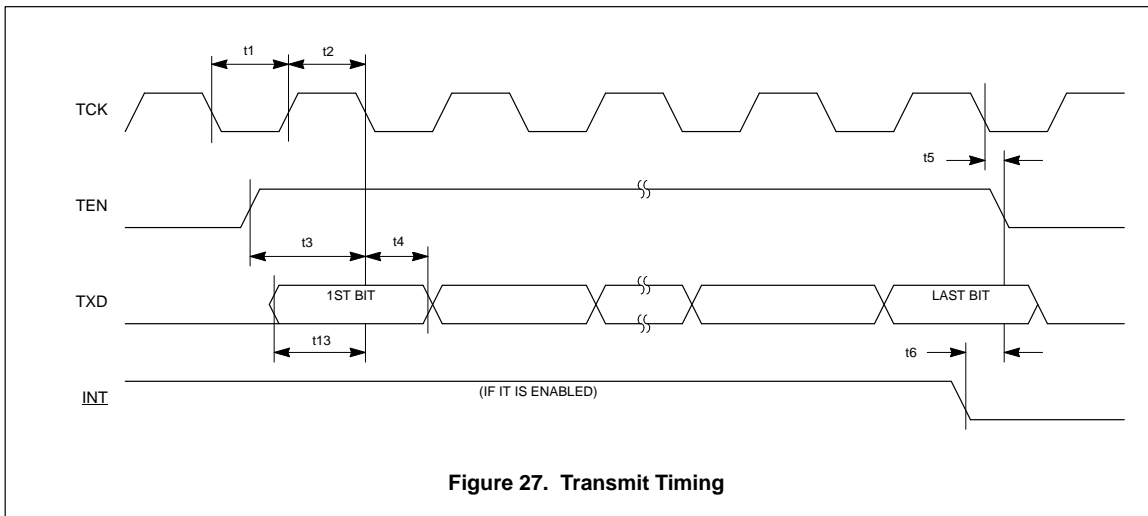 t1 t2
TCK
t5
TEN
t3 t4
TXD 1ST BIT LAST BIT
t13 t6
INT (IF IT IS ENABLED)
Figure 27. Transmit Timing